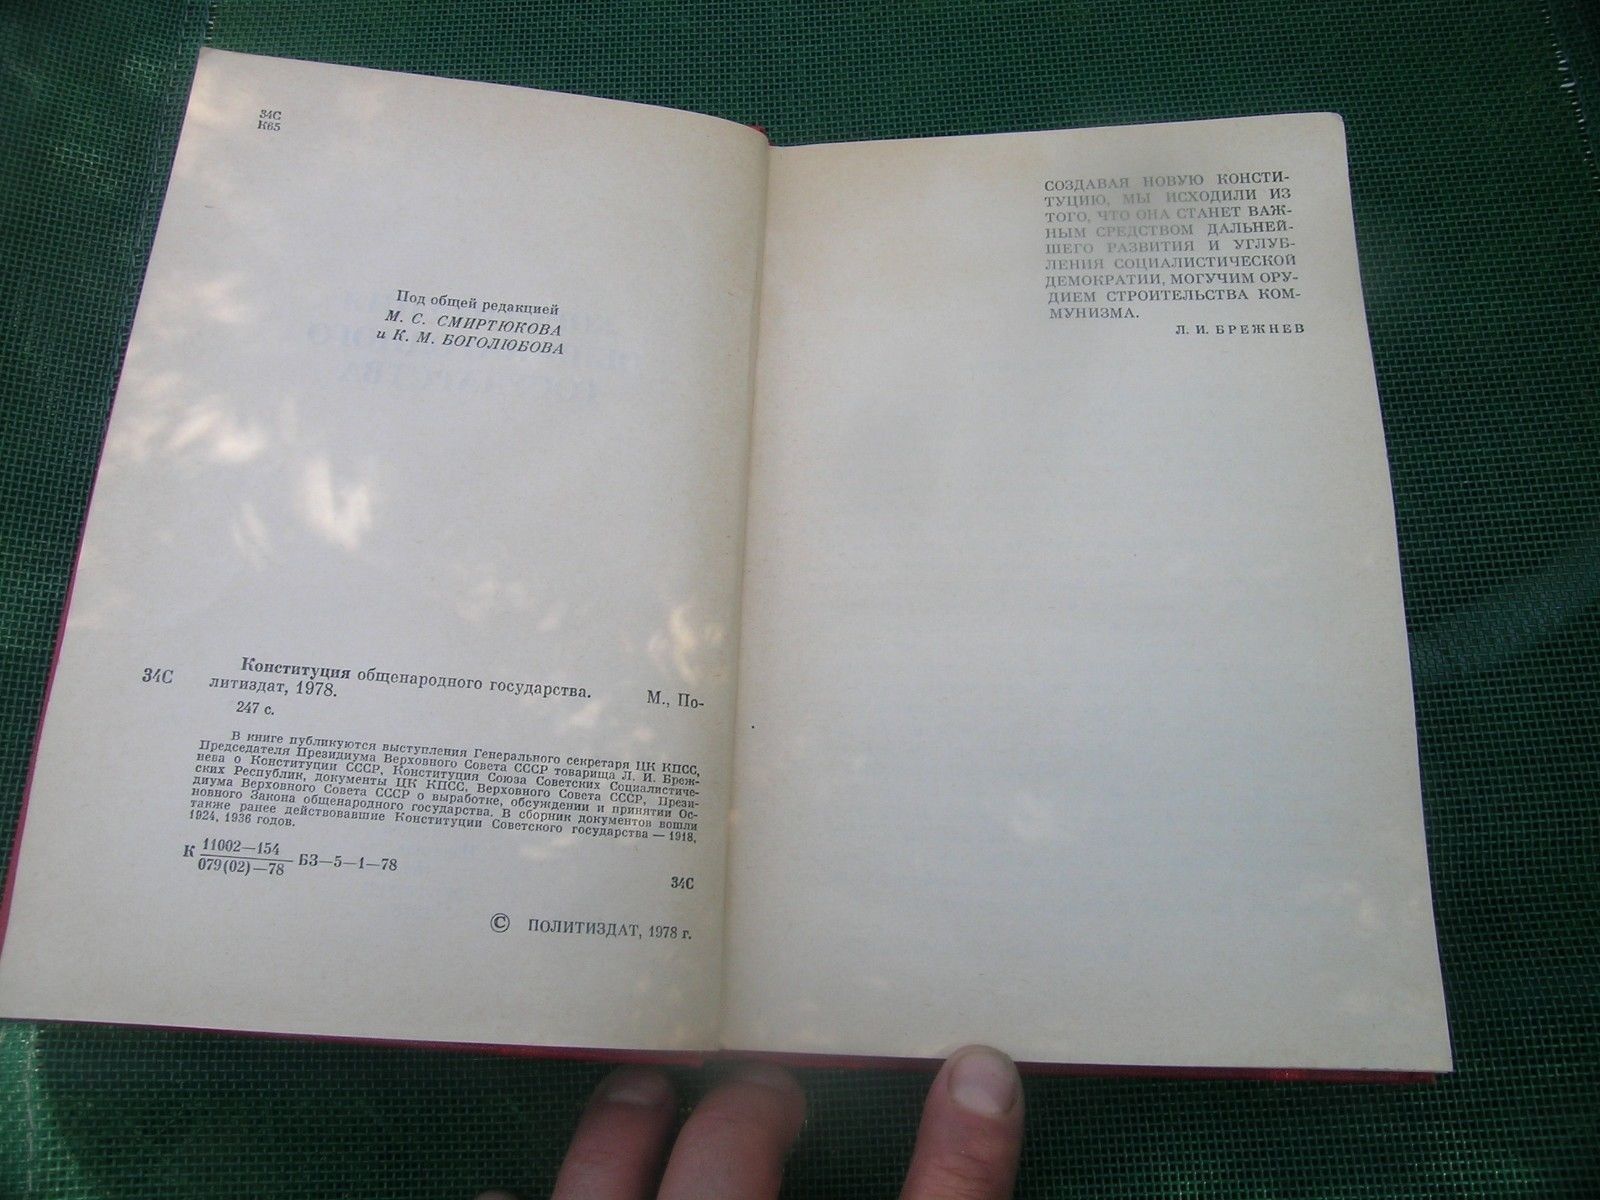 34С
К65
Под общей редакцией
М. С. СМИРТЮКОВА
и К. М. БОГОЛЮБОВА
34С
Конституция общенародного государства. М., По-
литиздат, 1978.
247 с.
В книге публикуются выступления Генерального секретаря ЦК КПСС,
Председателя Президиума Верховного Совета СССР товарища Л. И. Бреж-
нева о Конституции СССР, Конституция Союза Советских Социалистиче-
ских Республик, документы ЦК КПСС, Верховного Совета СССР, Прези-
диума Верховного Совета СССР о выработке, обсуждении и принятии Ос-
новного Закона общенародного государства. В сборник документов вошли
также ранее действовавшие Конституции Советского государства — 1918,
1924, 1936 годов.
К 11002—154
079(02)—78 БЗ—5—1—78
34С
© ПОЛИТИЗДАТ, 1978 г.
СОЗДАВАЯ НОВУЮ КОНСТИ-
ТУЦИЮ, МЫ ИСХОДИЛИ ИЗ
ТОГО, ЧТО ОНА СТАНЕТ ВАЖ-
НЫМ СРЕДСТВОМ ДАЛЬНЕЙ-
ШЕГО РАЗВИТИЯ И УГЛУБ-
ЛЕНИЯ СОЦИАЛИСТИЧЕСКОЙ
ДЕМОКРАТИИ, МОГУЧИМ ОРУ-
ДИЕМ СТРОИТЕЛЬСТВА КОМ-
МУНИЗМА.
Л. И. БРЕЖНЕВ